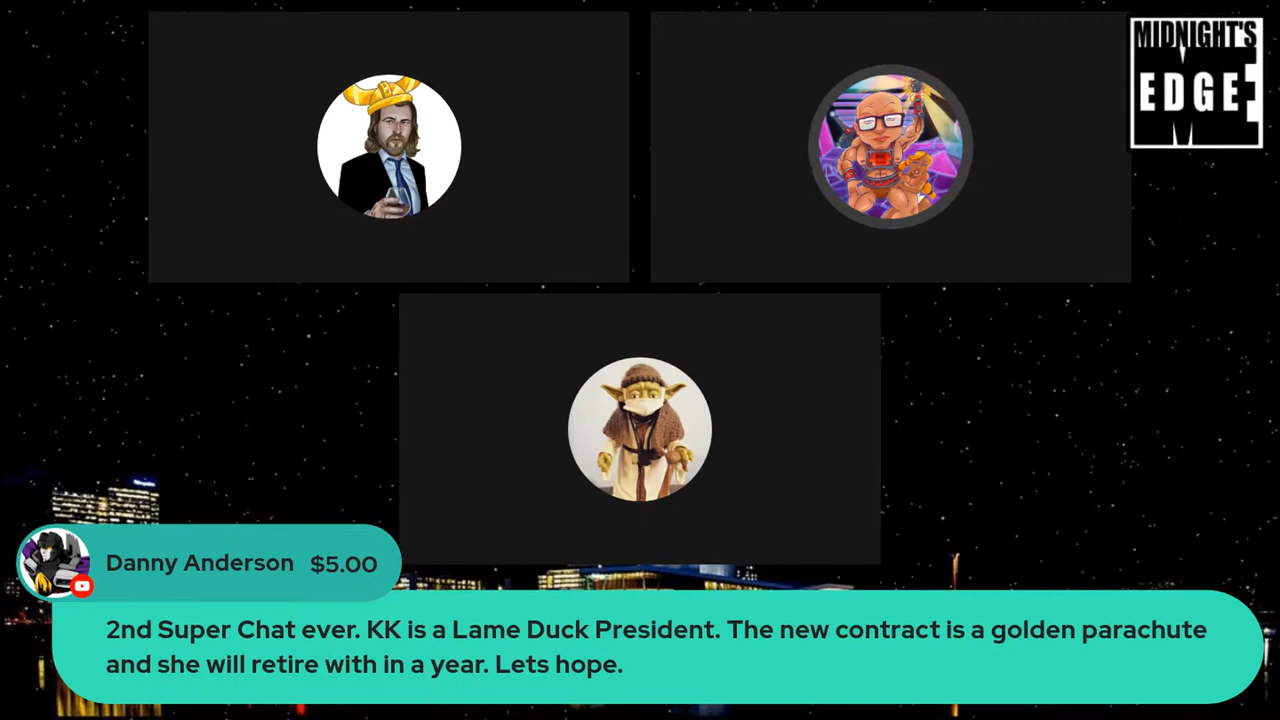 MIDNIGHT'S
EDGE
Danny Anderson $5.00
2nd Super Chat ever. KK is a Lame Duck President. The new contract is a golden parachute
and she will retire with in a year. Lets hope.